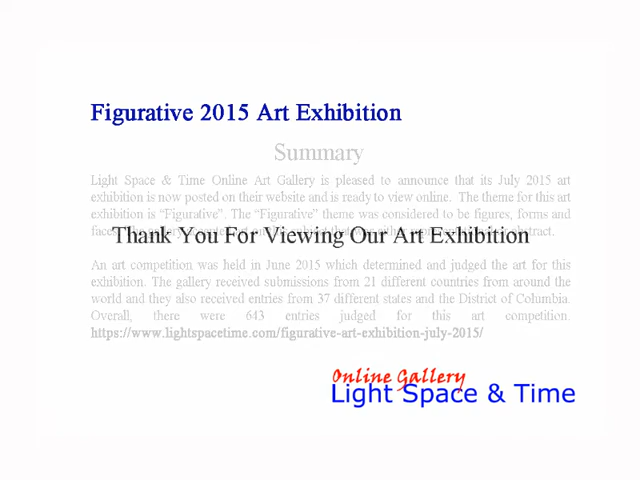 Figurative 2015 Art Exhibition
Summary
Light Space & Time Online Art Gallery is pleased to announce that its July 2015 art
exhibition is now posted on their website and is ready to view online. The theme for this art
exhibition is “Figurative”. The “Figurative” theme was considered to be figures, forms and
Thank You For Viewing Our Art Exhibition
An art competition was held in June 2015 which determined and judged the art for this
exhibition. The gallery received submissions from 21 different countries from around the
world and they also received entries from 37 different states and the District of Columbia.
Overall, there were 643 entries judged for this art competition.
https://www.lightspacetime.com/figurative-art-exhibition-july-2015/
Online Gallery
Light Space & Time